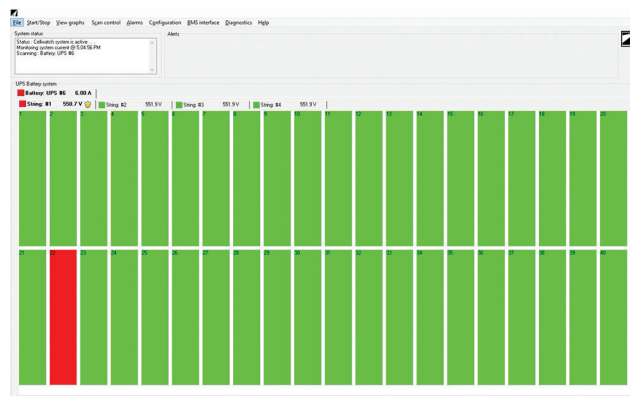 File Start/Stop View graphs Scan control Alarms Configuration BMS interface Diagnostics Help
System status
Alerts
Status : Cellwatch system is active . . .
Monitoring system current @ 5:04:56 PM
Scanning : Battery: UPS #6
UPS Battery system
Battery: UPS #6 6.00 A
String: #1 550.7 V String: #2 551.9 V String: #3 551.9 V String: #4 551.9 V
1 2 3 4 5 6 7 8 9 10 11 12 13 14 15 16 17 18 19 20
21 22 23 24 25 26 27 28 29 30 31 32 33 34 35 36 37 38 39 40